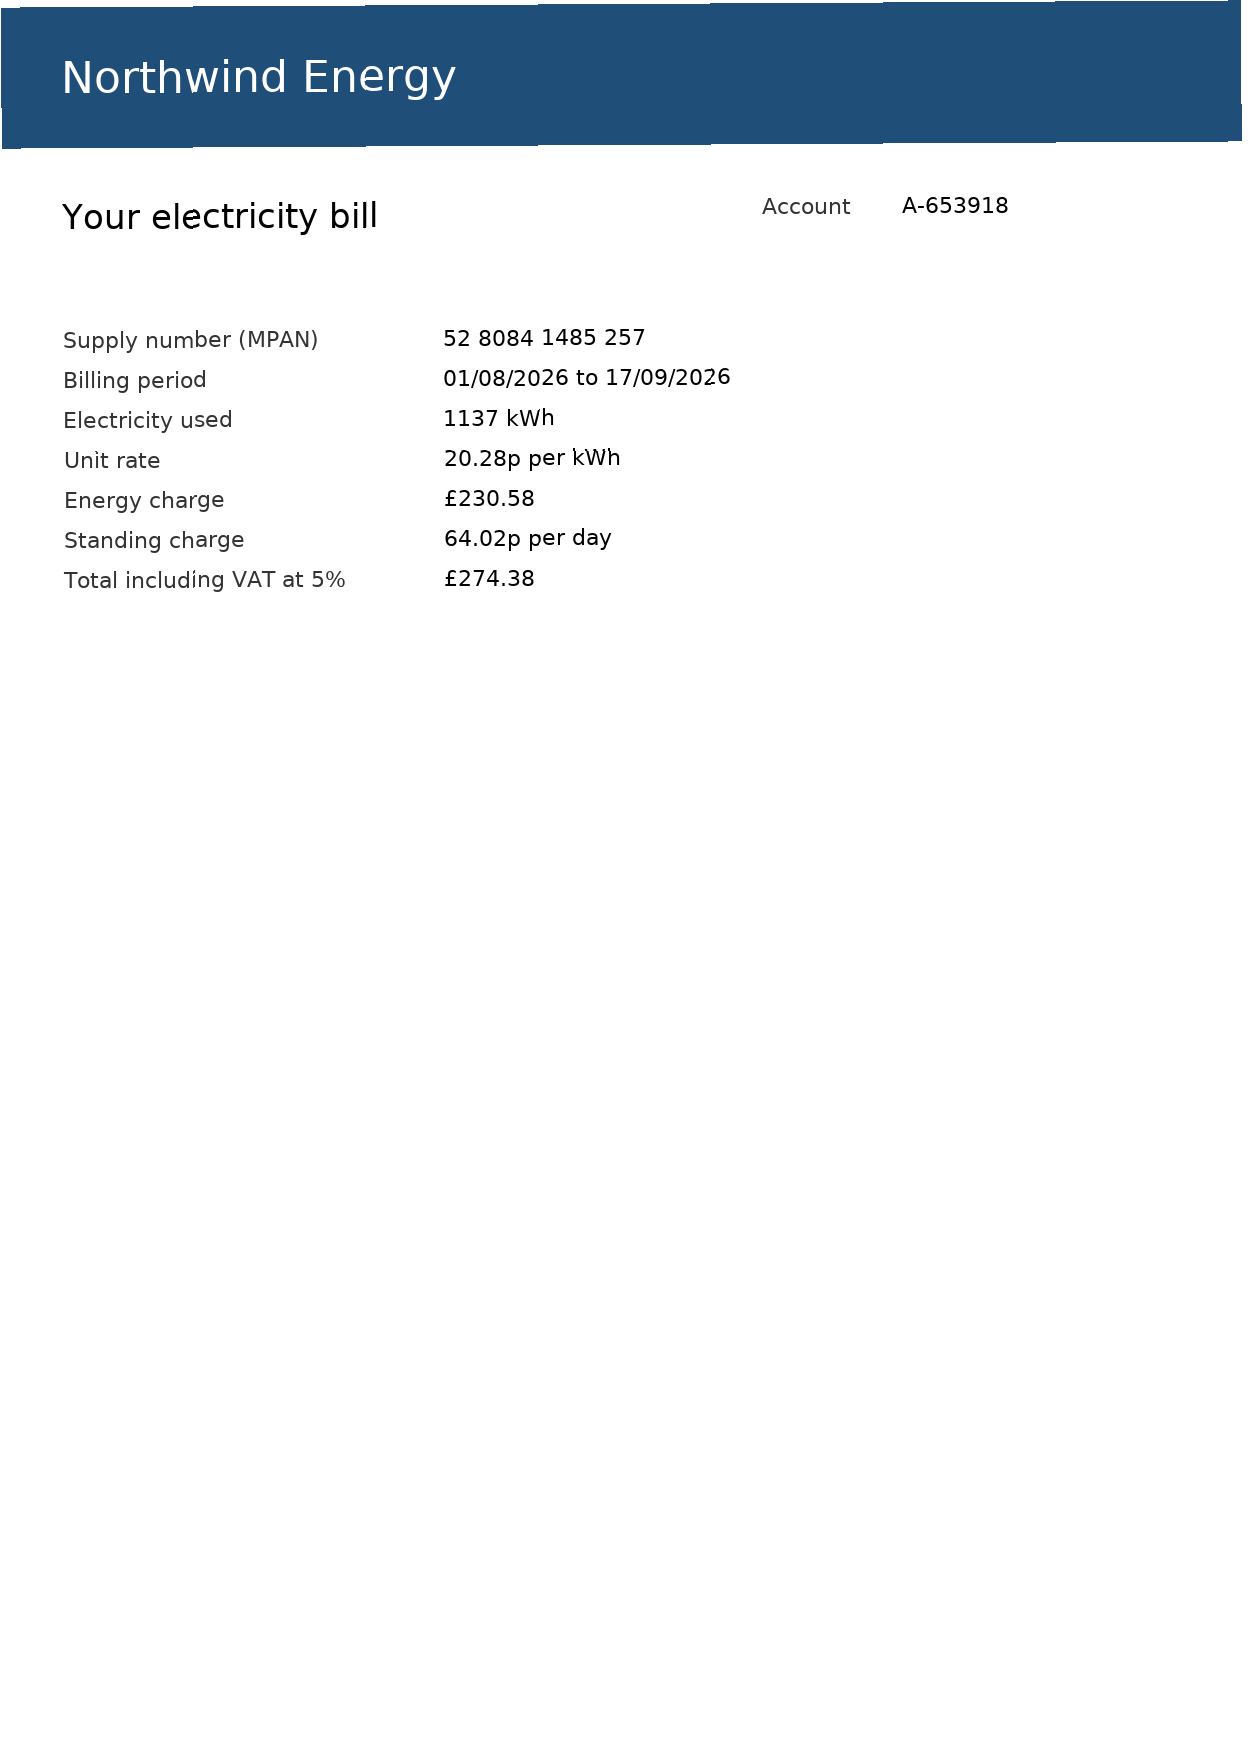 Northwind Energy
Your electricity bill
Account A-653918
Supply number (MPAN) 52 8084 1485 257
Billing period 01/08/2026 to 17/09/2026
Electricity used 1137 kWh
Unit rate 20.28p per kWh
Energy charge £230.58
Standing charge 64.02p per day
Total including VAT at 5% £274.38